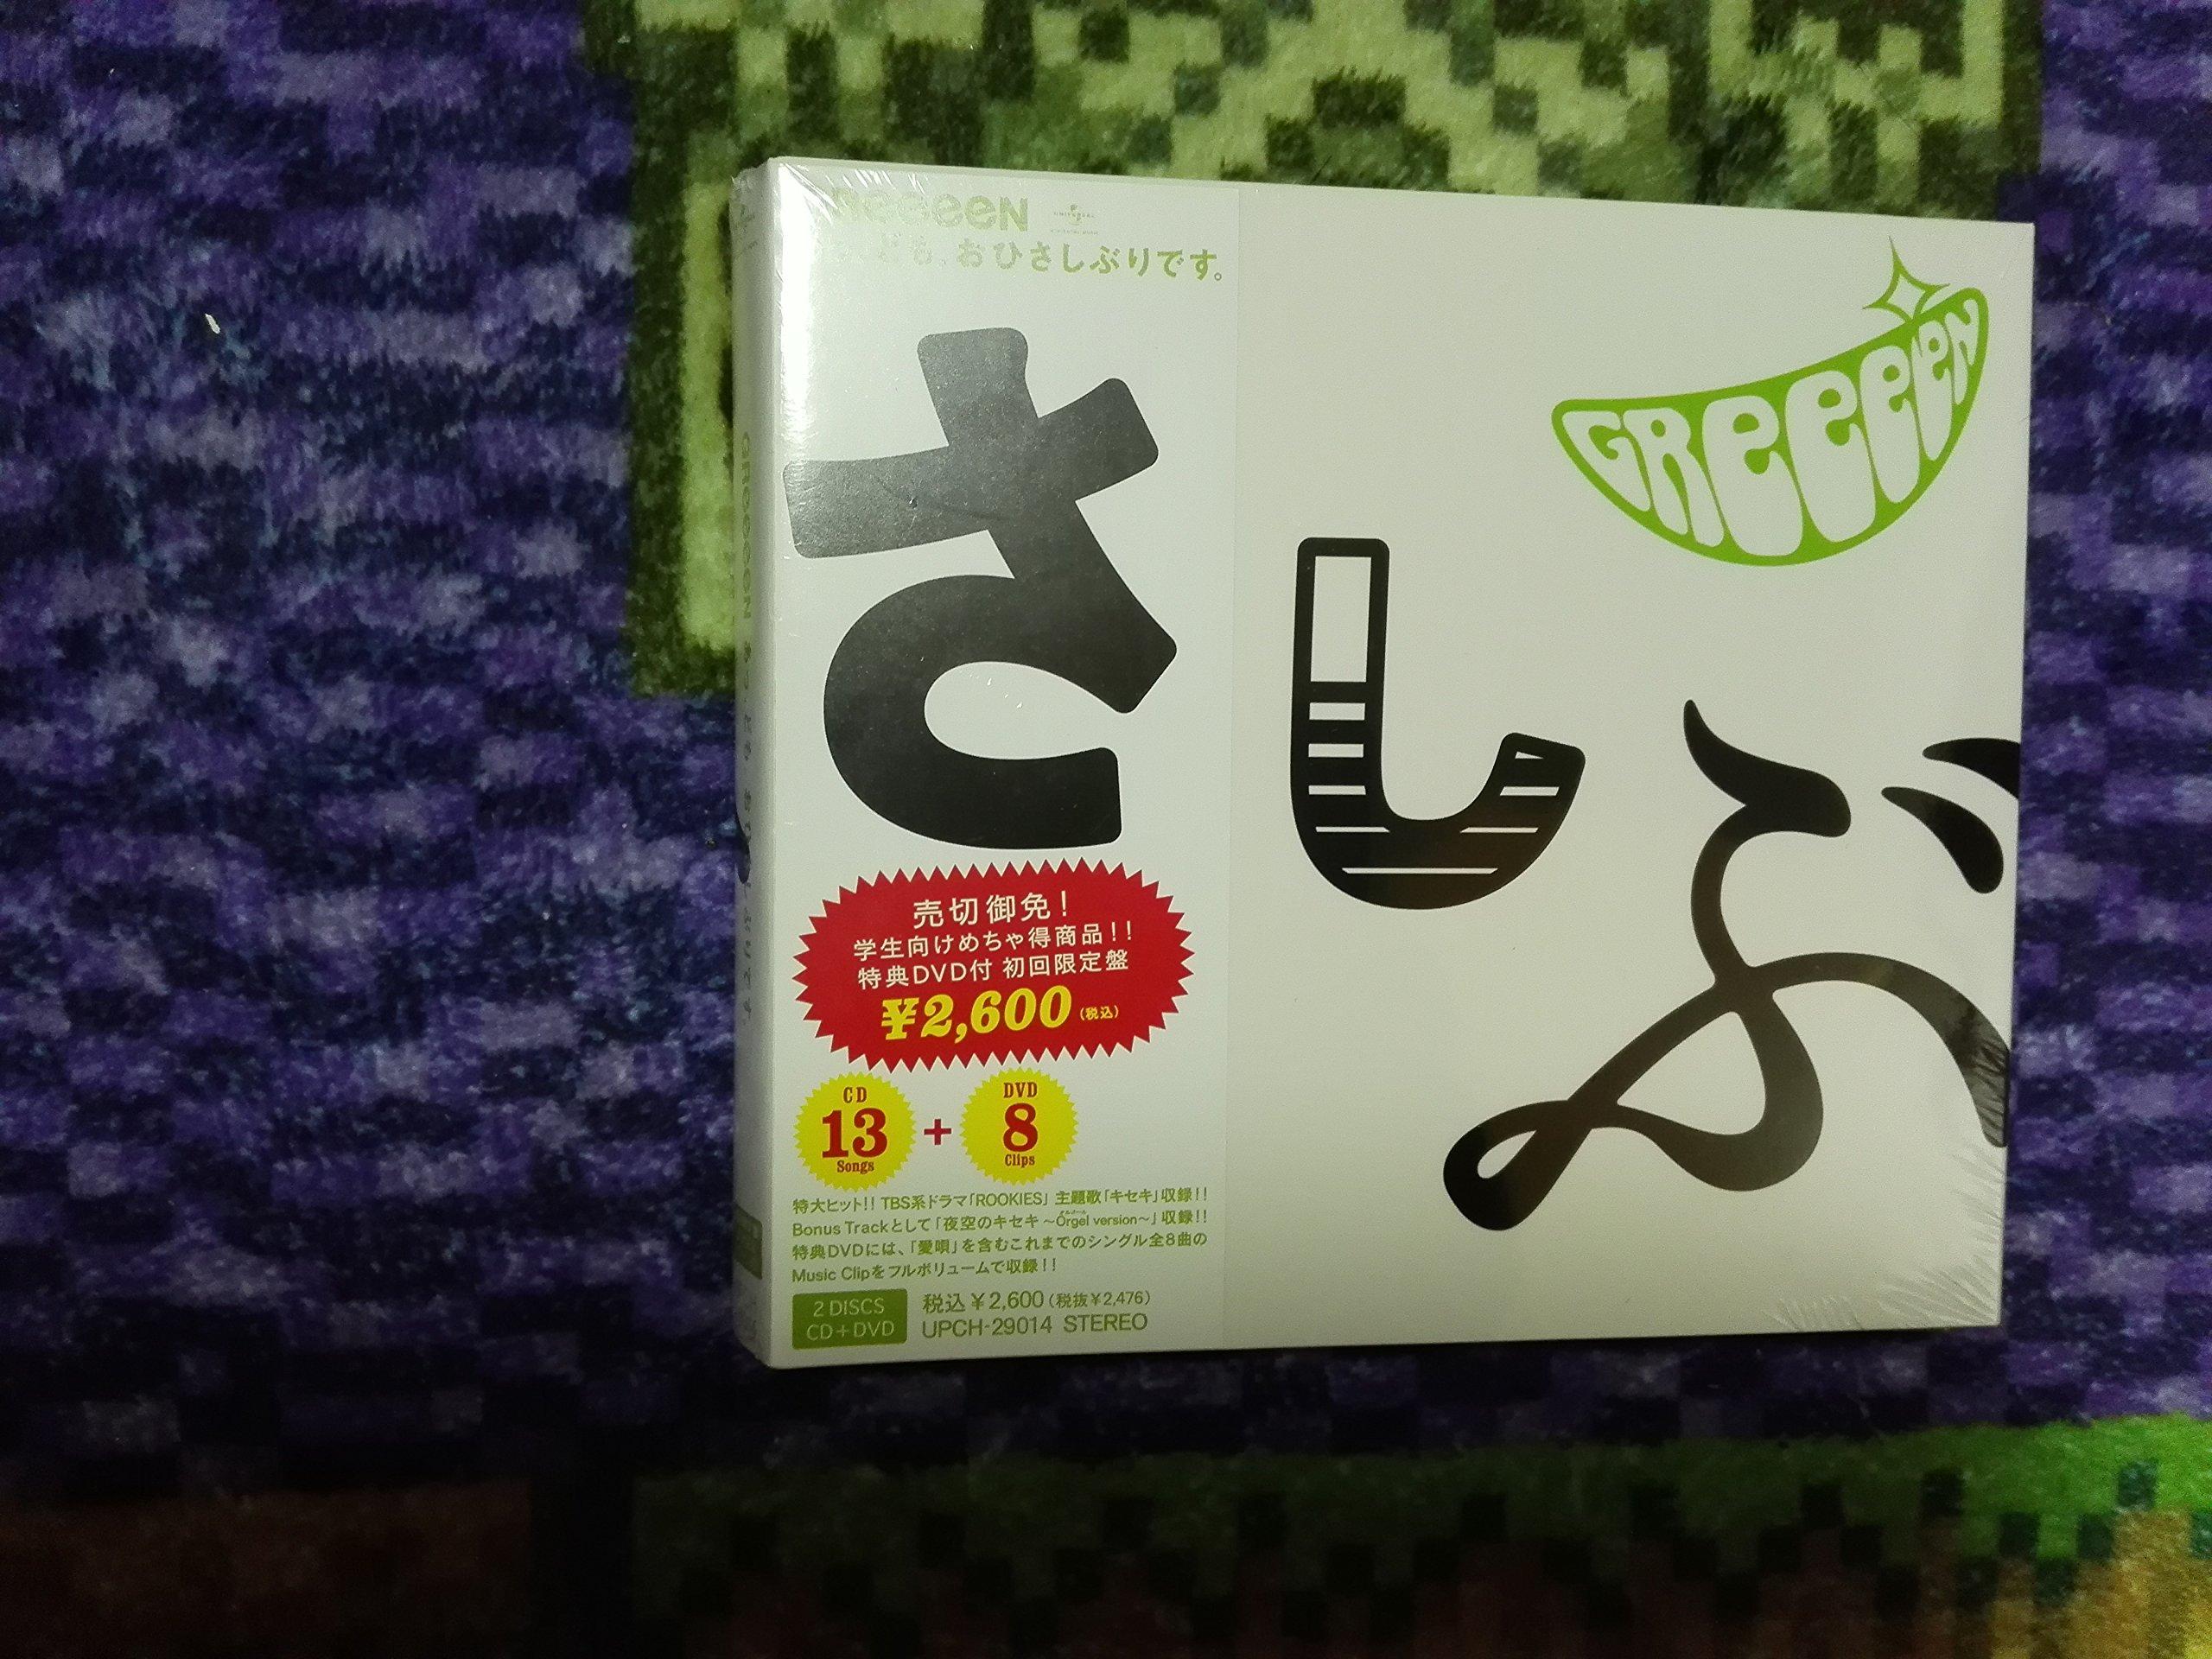 UNIVERSAL
ども。おひさしぶりです。
さ
し
ぶ
GReeeeN
売切御免!
学生向けめちゃ得商品!!
特典DVD付 初回限定盤
¥2,600(税込)
CD
13
Songs
+
DVD
8
Clips
特大ヒット!! TBS系ドラマ「ROOKIES」主題歌「キセキ」収録!!
Bonus Trackとして「夜空のキセキ ～Orgel version～」収録!!
特典DVDには、「愛唄」を含むこれまでのシングル全8曲の
Music Clipをフルボリュームで収録!!
2 DISCS
CD+DVD
税込¥2,600(税抜¥2,476)
UPCH-29014 STEREO